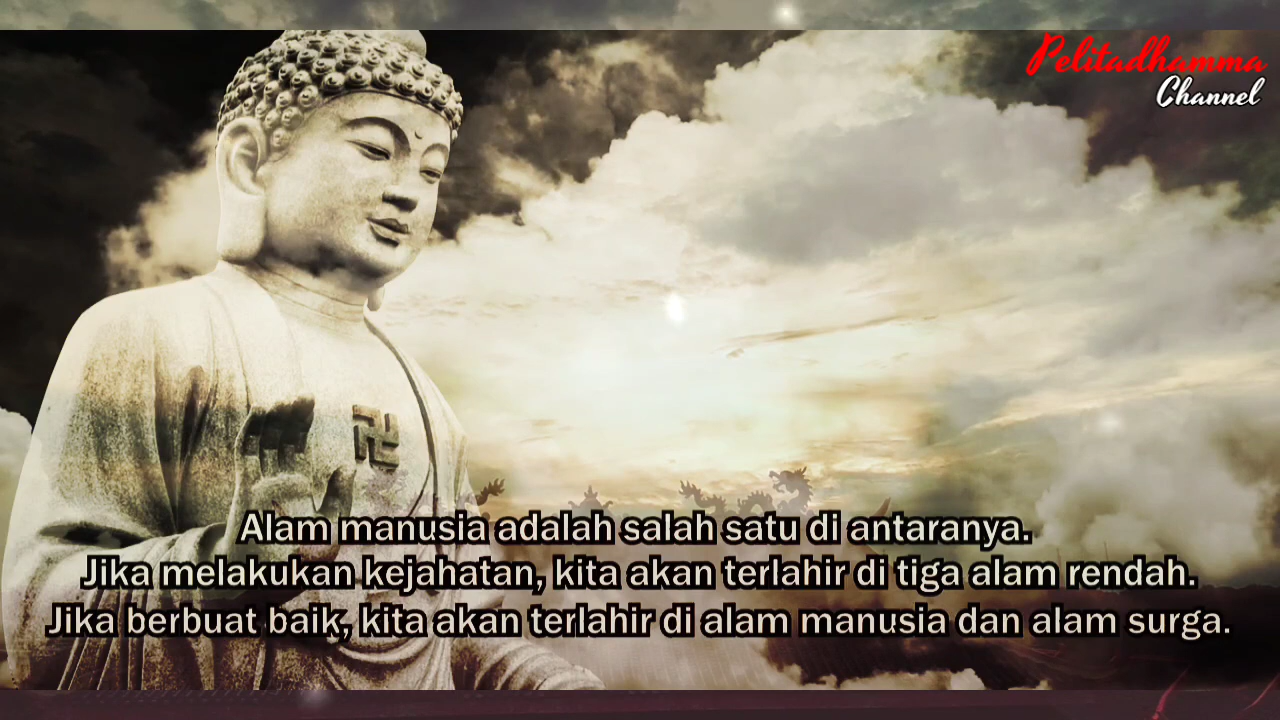 Pelitadhamma
Channel
Alam manusia adalah salah satu di antaranya.
Jika melakukan kejahatan, kita akan terlahir di tiga alam rendah.
Jika berbuat baik, kita akan terlahir di alam manusia dan alam surga.